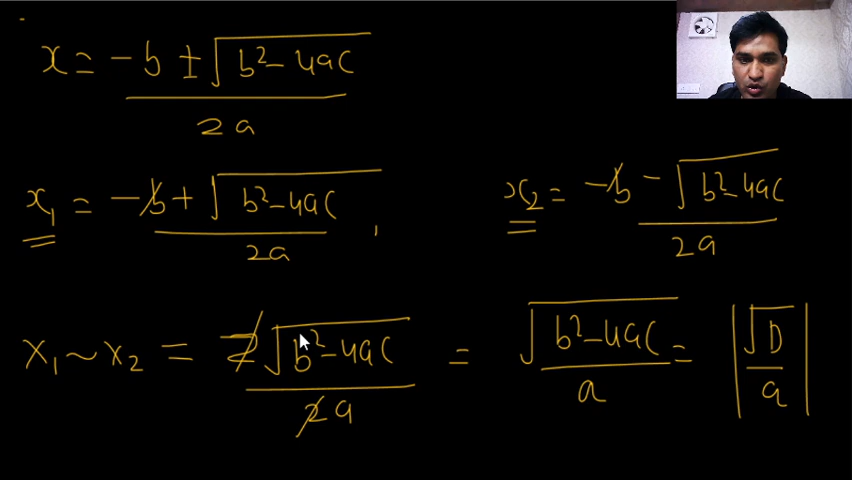 x = -b ± √(b² - 4ac) / 2a
x₁ = -b + √(b² - 4ac) / 2a , x₂ = -b - √(b² - 4ac) / 2a
x₁ ~ x₂ = 2√(b² - 4ac) / 2a = √(b² - 4ac) / a = |√D / a|